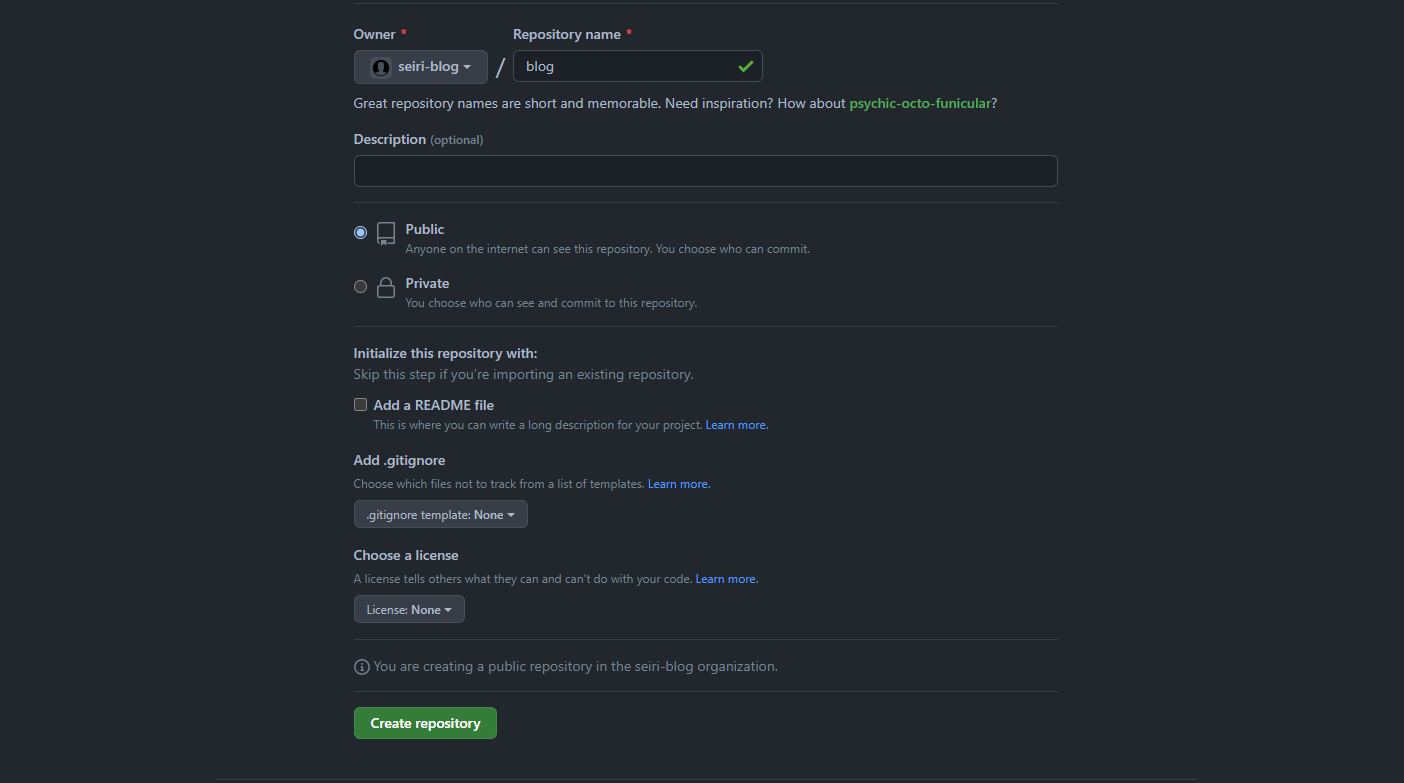 Owner * Repository name *
seiri-blog / blog
Great repository names are short and memorable. Need inspiration? How about psychic-octo-funicular?
Description (optional)
Public
Anyone on the internet can see this repository. You choose who can commit.
Private
You choose who can see and commit to this repository.
Initialize this repository with:
Skip this step if you're importing an existing repository.
Add a README file
This is where you can write a long description for your project. Learn more.
Add .gitignore
Choose which files not to track from a list of templates. Learn more.
.gitignore template: None
Choose a license
A license tells others what they can and can't do with your code. Learn more.
License: None
You are creating a public repository in the seiri-blog organization.
Create repository